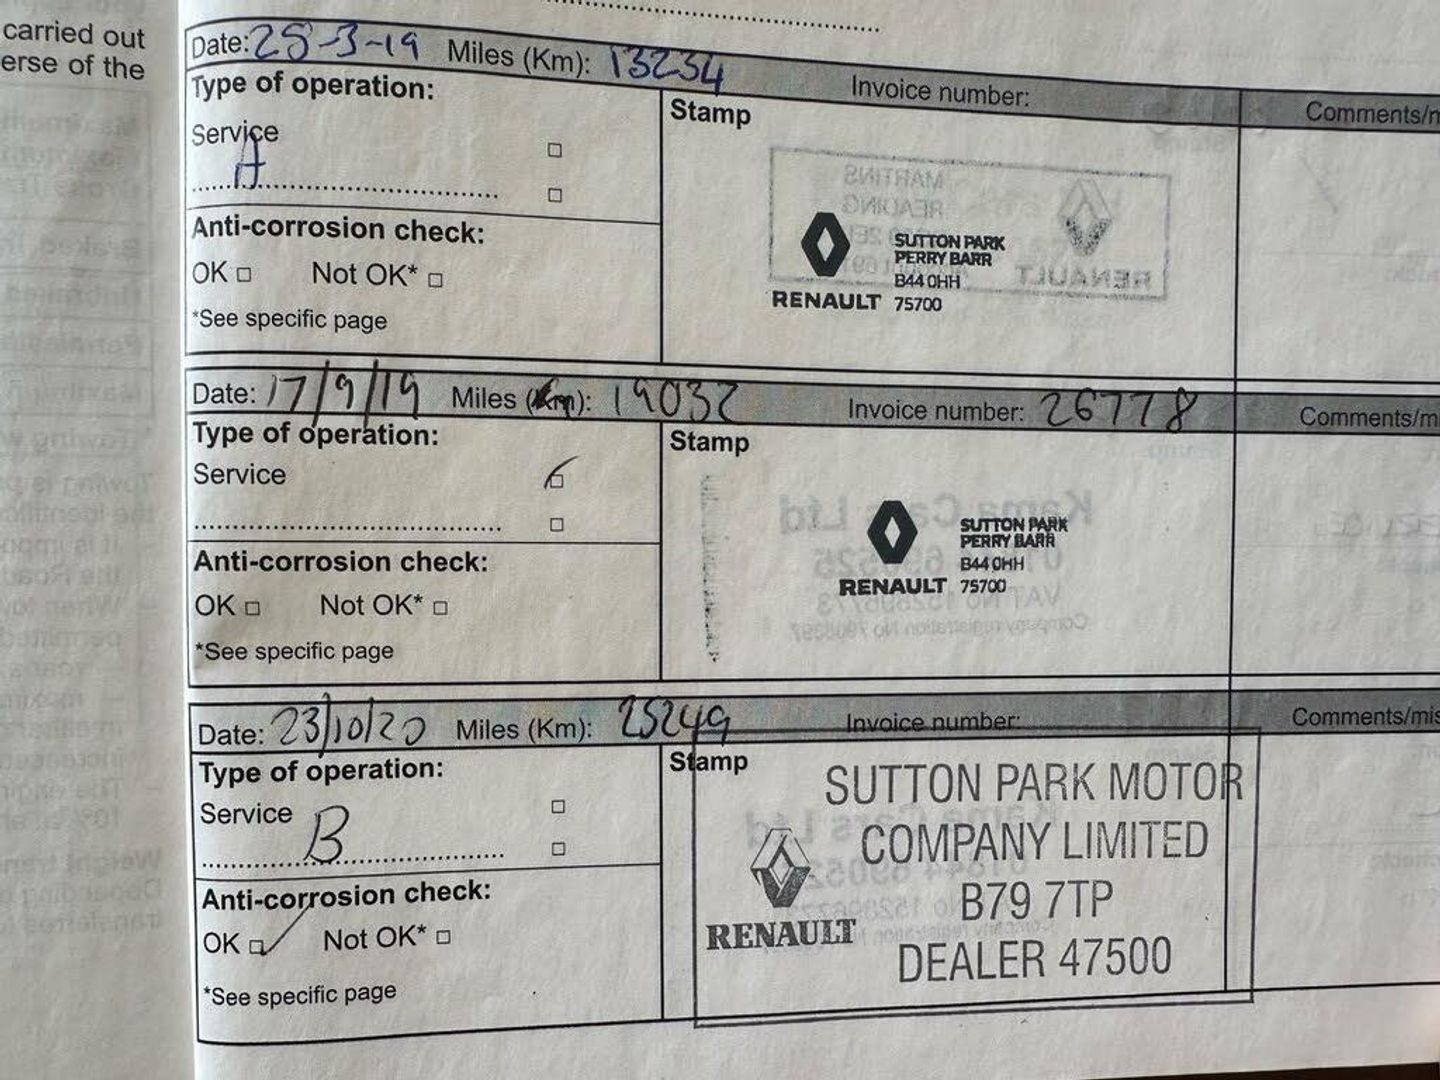 carried out
erse of the
Date: 25-3-19 Miles (Km): 13234 Invoice number: Comments/m
Type of operation:
Stamp
Service
A
Anti-corrosion check:
OK □ Not OK* □
*See specific page
SUTTON PARK
PERRY BARR
B44 0HH
RENAULT 75700
Date: 17/9/19 Miles (Km): 19032 Invoice number: 26778 Comments/m
Type of operation:
Stamp
Service
Anti-corrosion check:
OK □ Not OK* □
*See specific page
SUTTON PARK
PERRY BARR
B44 0HH
RENAULT 75700
Date: 23/10/20 Miles (Km): 25249 Invoice number: Comments/mis
Type of operation:
Stamp
Service
B
Anti-corrosion check:
OK □ Not OK* □
*See specific page
SUTTON PARK MOTOR
COMPANY LIMITED
B79 7TP
RENAULT
DEALER 47500